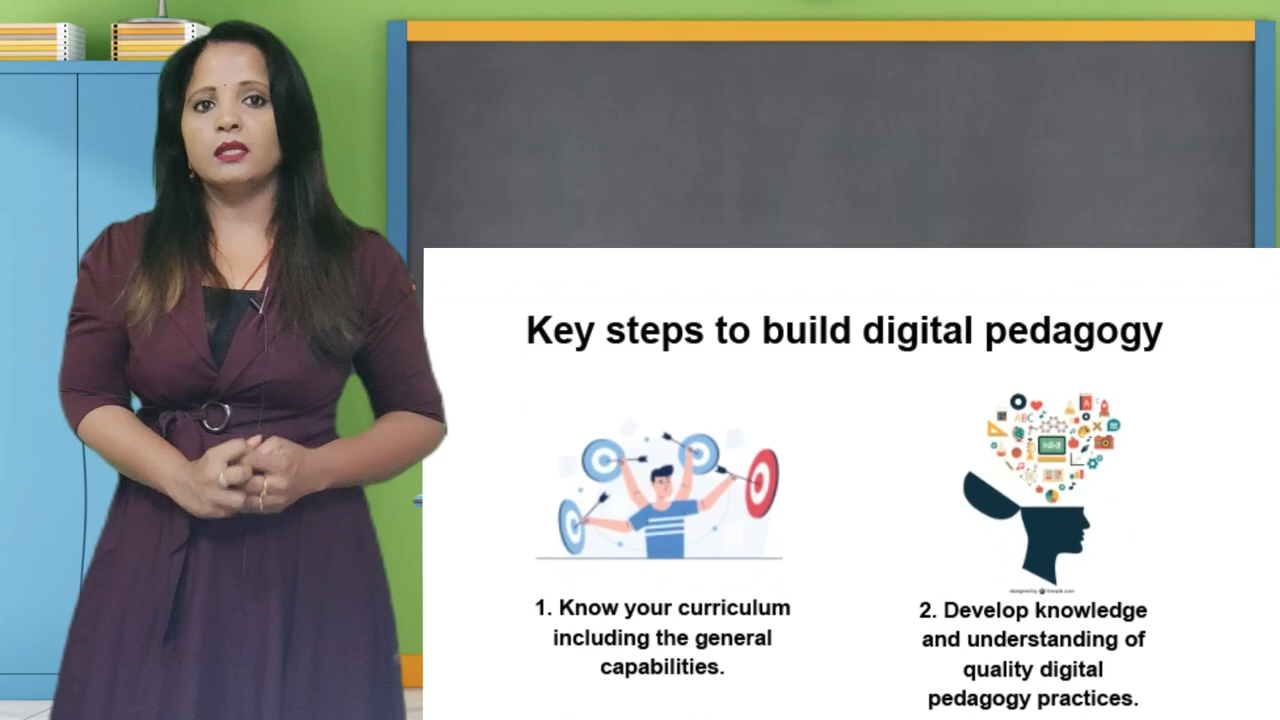 Key steps to build digital pedagogy
ABC
A
1. Know your curriculum
including the general
capabilities.
2. Develop knowledge
and understanding of
quality digital
pedagogy practices.